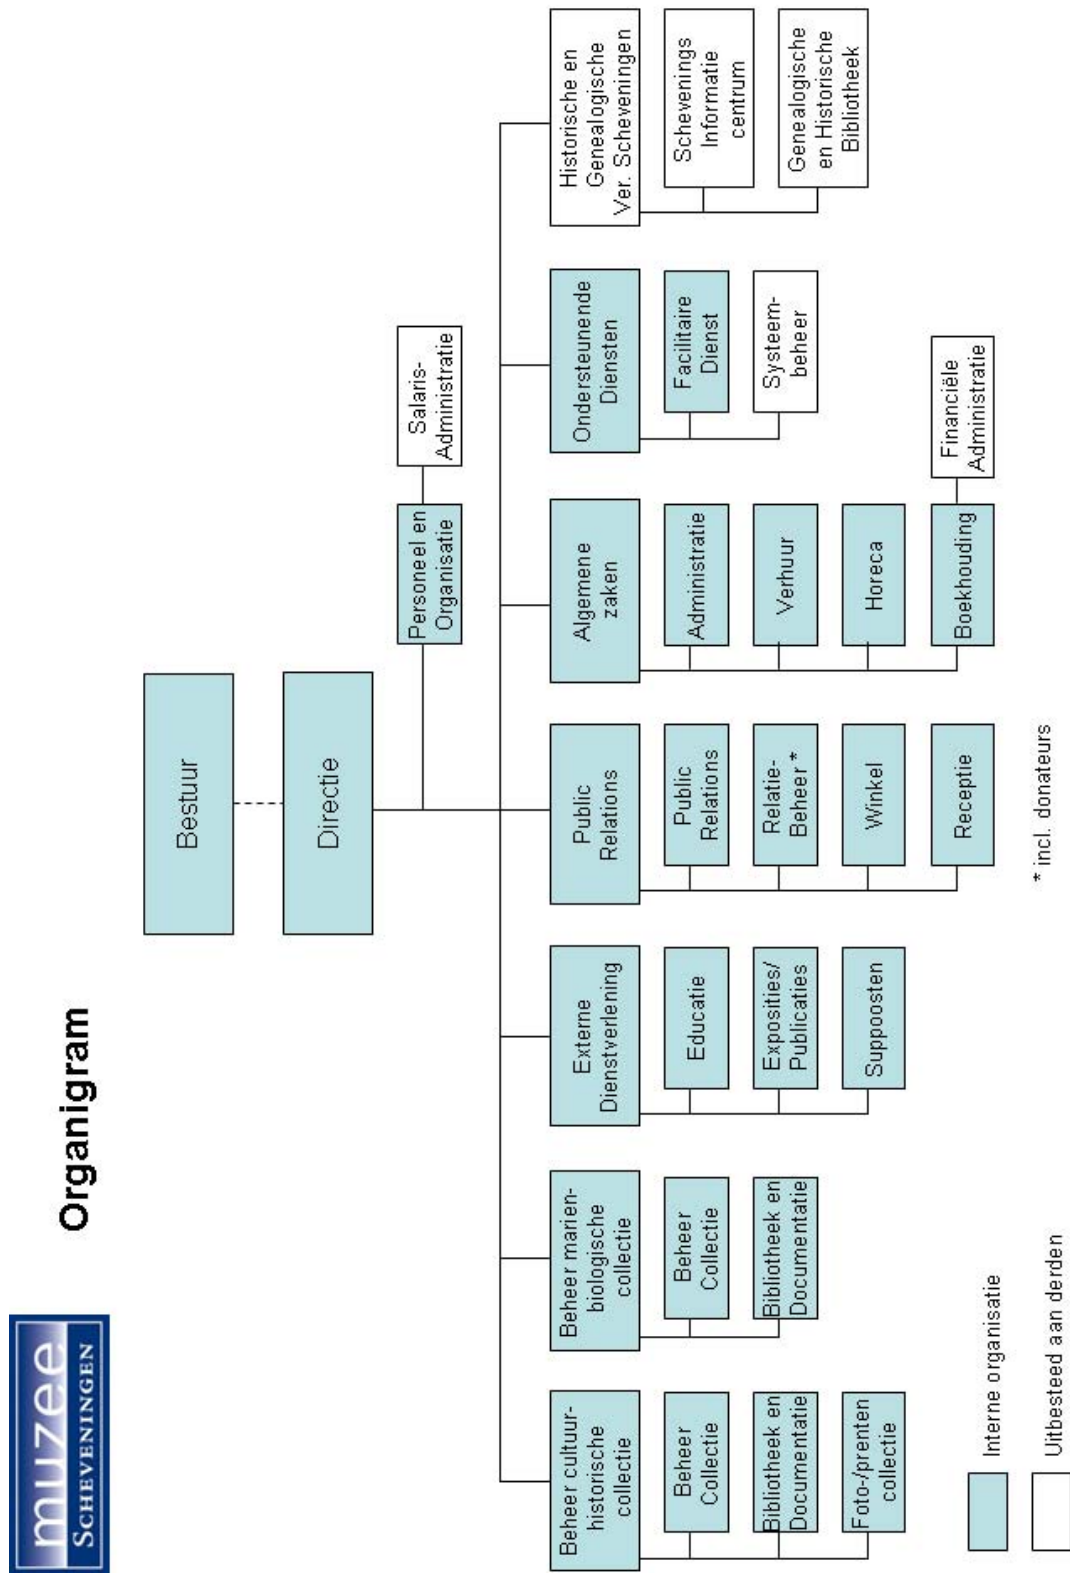 muzee
SCHEVENINGEN
Organigram
Bestuur
Directie
Personeel en
Organisatie
Salaris-
Administratie
Beheer cultuur-
historische
collectie
Beheer
Collectie
Bibliotheek en
Documentatie
Foto-/prenten
collectie
Beheer marien-
biologische
collectie
Beheer
Collectie
Bibliotheek en
Documentatie
Externe
Dienstverlening
Educatie
Exposities/
Publicaties
Suppoosten
Public
Relations
Public
Relations
Relatie-
Beheer *
Winkel
Receptie
Algemene
zaken
Administratie
Verhuur
Horeca
Boekhouding
Financiële
Administratie
Ondersteunende
Diensten
Facilitaire
Dienst
Systeem-
beheer
Historische en
Genealogische
Ver. Scheveningen
Schevenings
Informatie
centrum
Genealogische
en Historische
Bibliotheek
Interne organisatie
Uitbesteed aan derden
* incl. donateurs